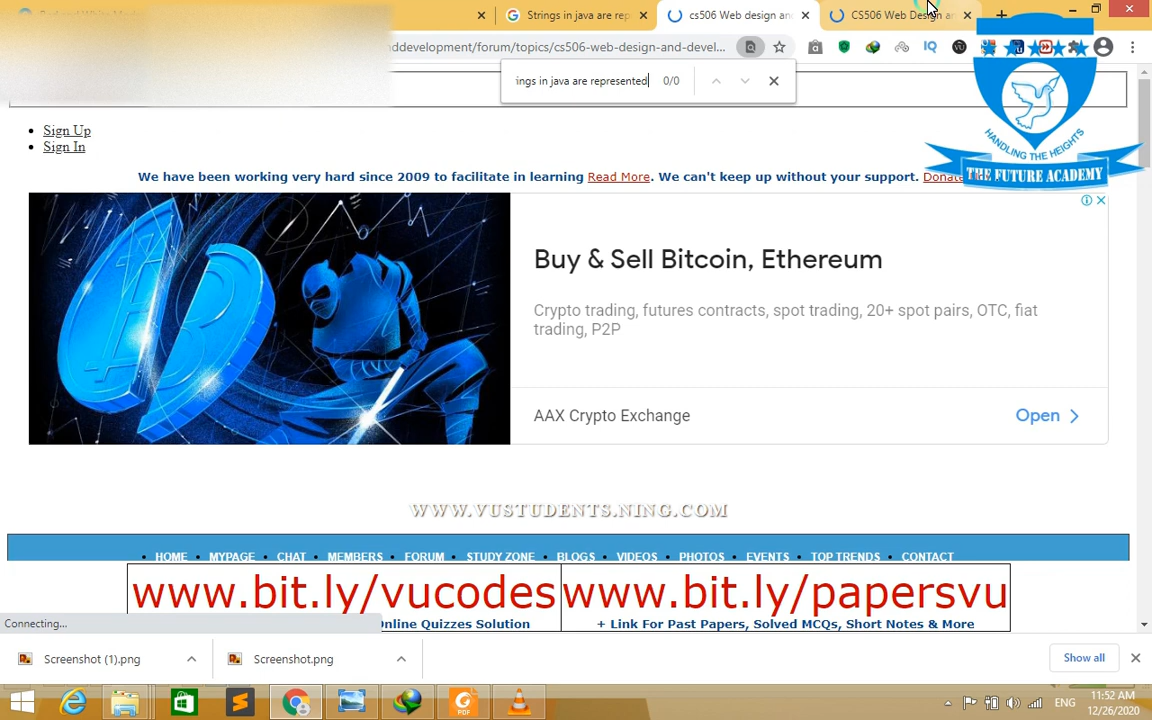 Strings in java are rep
cs506 Web design an
CS506 Web Design a
ddevelopment/forum/topics/cs506-web-design-and-devel...
IQ
ings in java are represented
0/0
HANDLING THE HEIGHTS
THE FUTURE ACADEMY
Sign Up
Sign In
We have been working very hard since 2009 to facilitate in learning Read More. We can't keep up without your support. Donate
Buy & Sell Bitcoin, Ethereum
Crypto trading, futures contracts, spot trading, 20+ spot pairs, OTC, fiat
trading, P2P
AAX Crypto Exchange
Open
WWW.VUSTUDENTS.NING.COM
HOME MYPAGE CHAT MEMBERS FORUM STUDY ZONE BLOGS VIDEOS PHOTOS EVENTS TOP TRENDS CONTACT
www.bit.ly/vucodes
www.bit.ly/papersvu
Connecting...
nline Quizzes Solution
+ Link For Past Papers, Solved MCQs, Short Notes & More
Screenshot (1).png
Screenshot.png
Show all
PDF
ENG
11:52 AM
12/26/2020